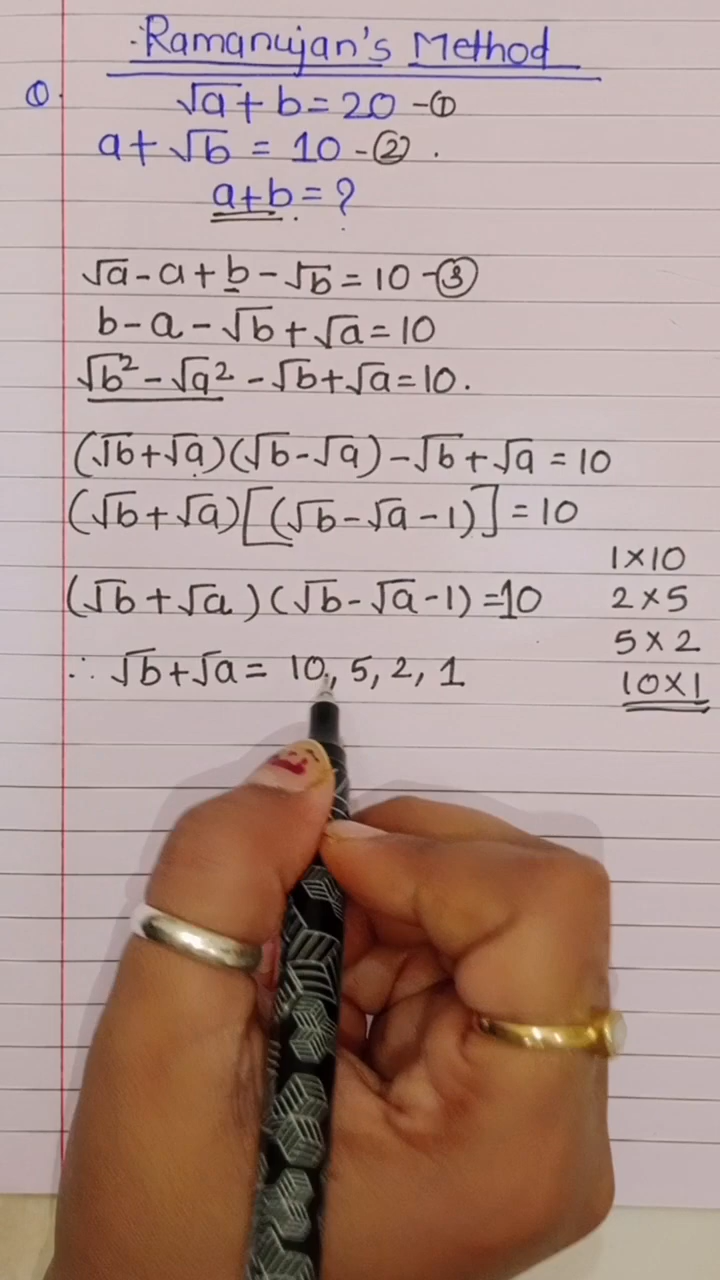 Ramanujan's Method
①. √a + b = 20 -①
a + √b = 10 -② .
a+b = ?
√a - a + b - √b = 10 -③
b - a - √b + √a = 10
√b² - √a² - √b + √a = 10.
(√b + √a)(√b - √a) - √b + √a = 10
(√b + √a)[(√b - √a - 1)] = 10
1 × 10
(√b + √a)(√b - √a - 1) = 10
2 × 5
5 × 2
∴ √b + √a = 10, 5, 2, 1
10 × 1